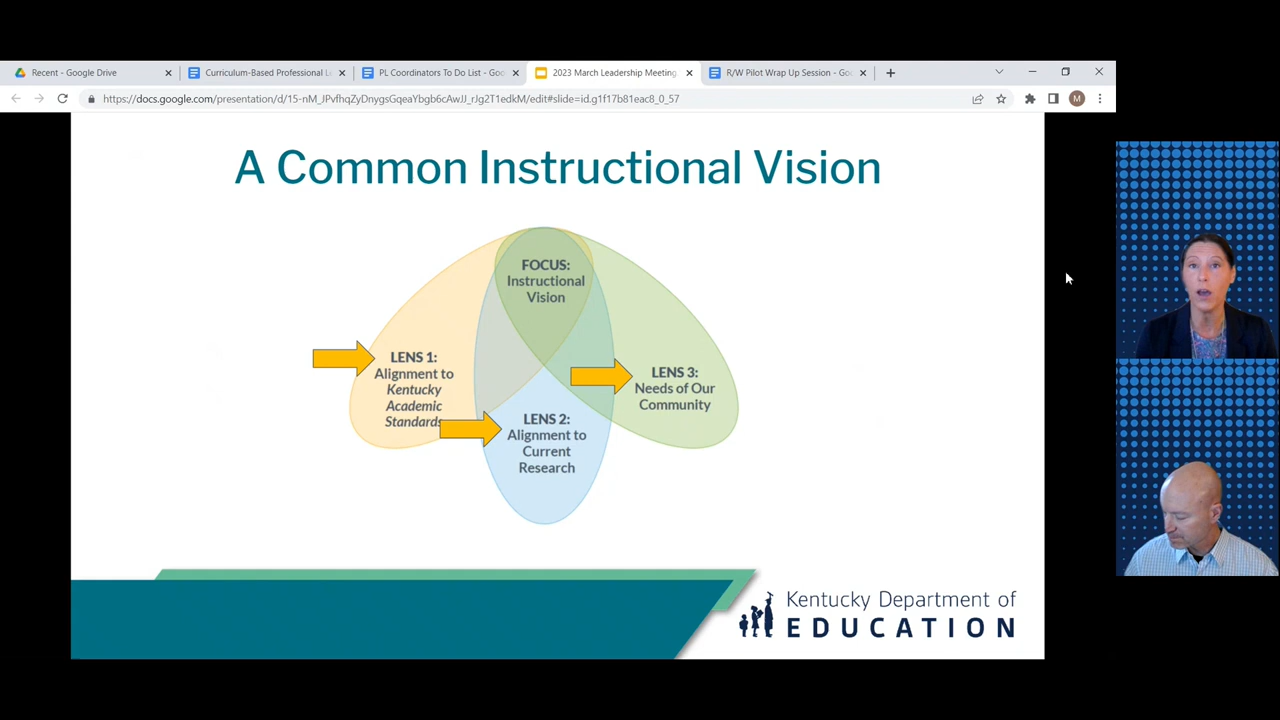 Recent - Google Drive
Curriculum-Based Professional Le
PL Coordinators To Do List - Goo
2023 March Leadership Meeting
R/W Pilot Wrap Up Session - Goo
https://docs.google.com/presentation/d/15-nM_JPvfhqZyDnygsGqeaYbgb6cAwJJ_rJg2T1edkM/edit#slide=id.g1f17b81eac8_0_57
M
A Common Instructional Vision
FOCUS:
Instructional
Vision
LENS 1:
Alignment to
Kentucky
Academic
Standards
LENS 2:
Alignment to
Current
Research
LENS 3:
Needs of Our
Community
Kentucky Department of
EDUCATION